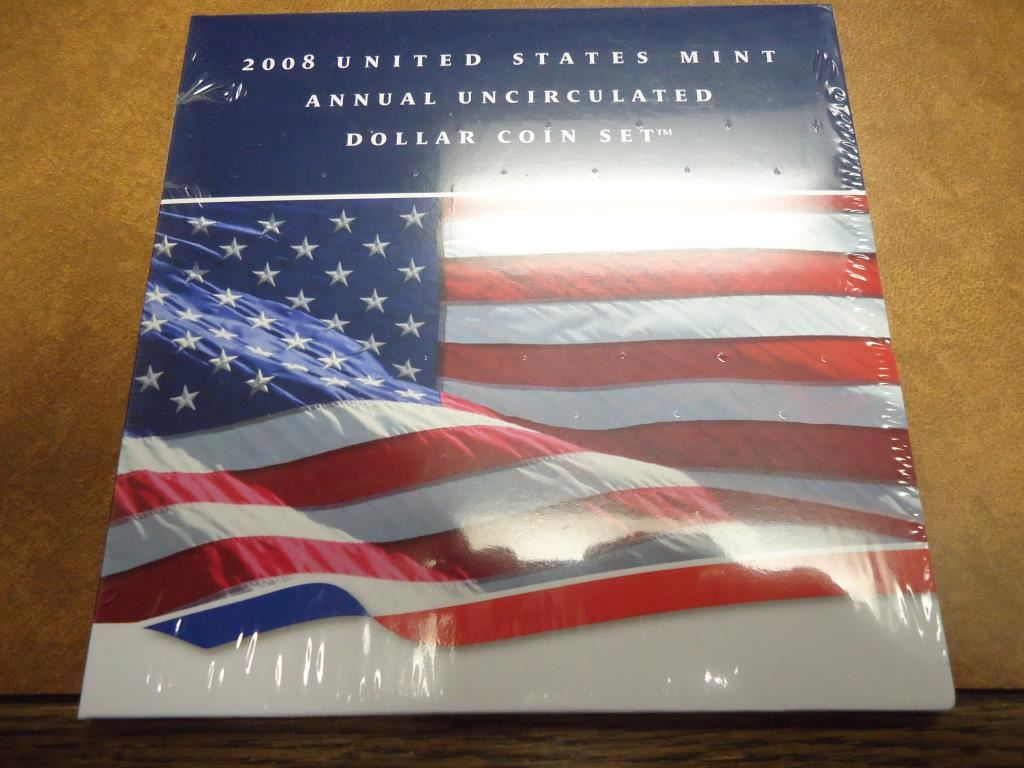 2008 UNITED STATES MINT
ANNUAL UNCIRCULATED
DOLLAR COIN SET™